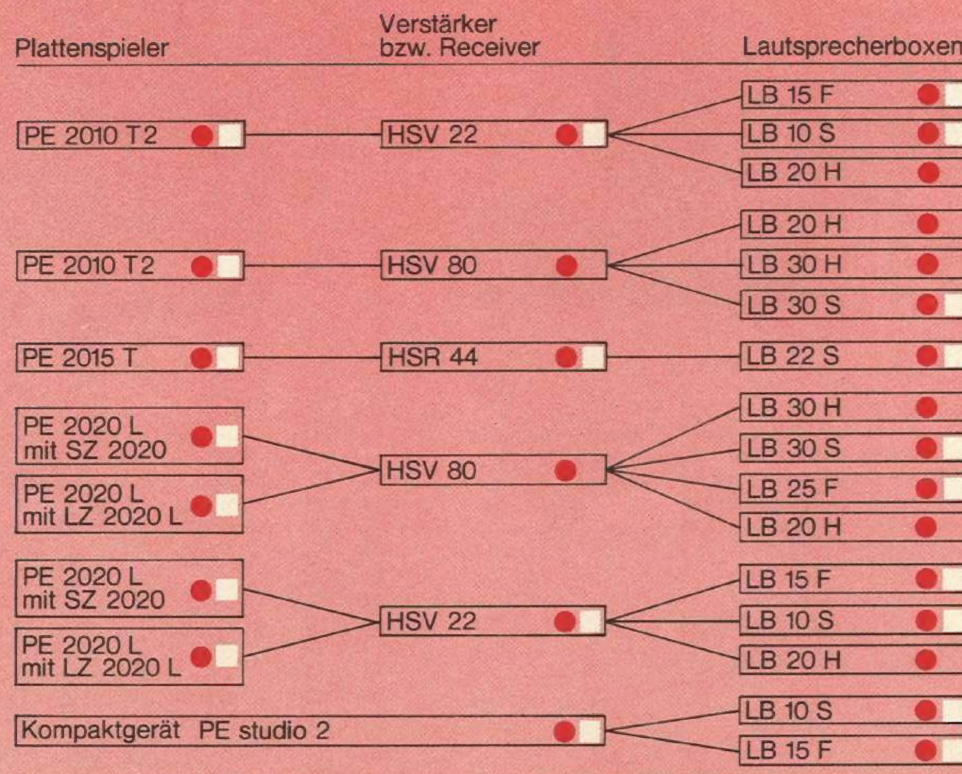 Plattenspieler
Verstärker
bzw. Receiver
Lautsprecherboxen
PE 2010 T2
HSV 22
LB 15 F
LB 10 S
LB 20 H
PE 2010 T2
HSV 80
LB 20 H
LB 30 H
LB 30 S
PE 2015 T
HSR 44
LB 22 S
PE 2020 L
mit SZ 2020
PE 2020 L
mit LZ 2020 L
HSV 80
LB 30 H
LB 30 S
LB 25 F
LB 20 H
PE 2020 L
mit SZ 2020
PE 2020 L
mit LZ 2020 L
HSV 22
LB 15 F
LB 10 S
LB 20 H
Kompaktgerät PE studio 2
LB 10 S
LB 15 F